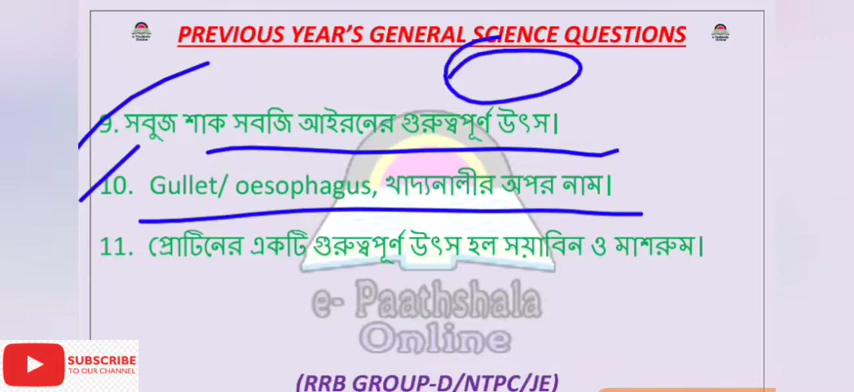 PREVIOUS YEAR'S GENERAL SCIENCE QUESTIONS
9. সবুজ শাক সবজি আইরনের গুরুত্বপূর্ণ উৎস।
10. Gullet/ oesophagus, খাদ্যনালীর অপর নাম।
11. প্রোটিনের একটি গুরুত্বপূর্ণ উৎস হল সয়াবিন ও মাশরুম।
e- Paathshala
Online
SUBSCRIBE
TO OUR CHANNEL
(RRB GROUP-D/NTPC/JE)